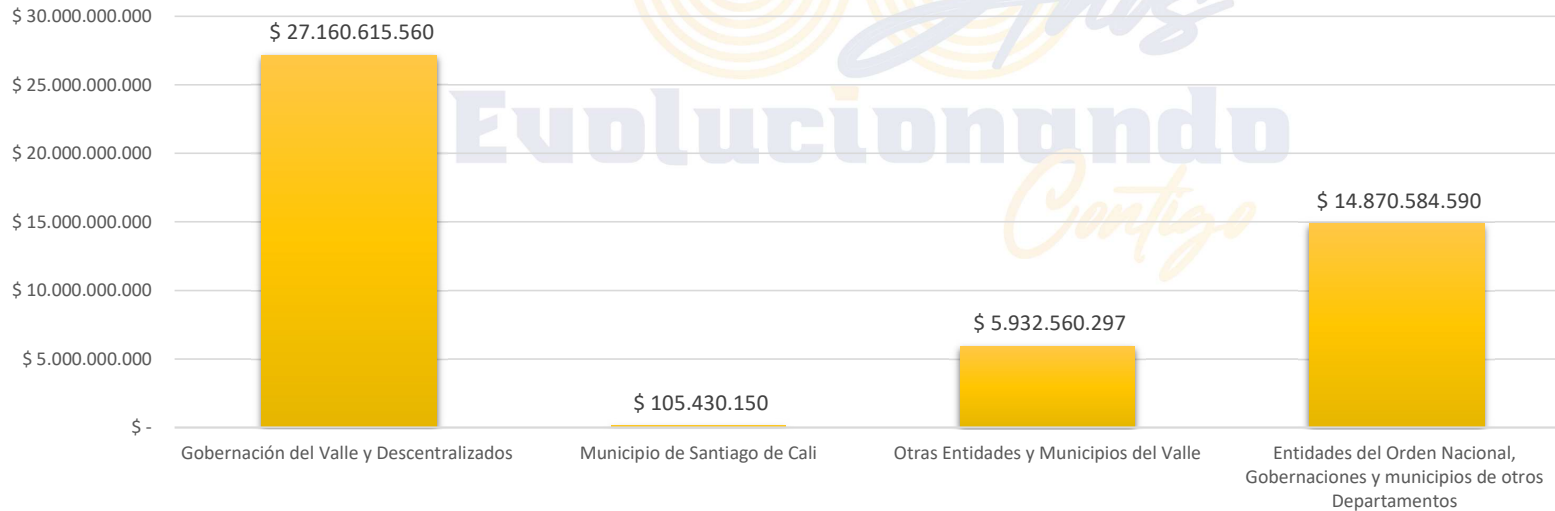 $ 30.000.000.000
$ 25.000.000.000
$ 20.000.000.000
$ 15.000.000.000
$ 10.000.000.000
$ 5.000.000.000
$ -
$ 27.160.615.560
$ 105.430.150
$ 5.932.560.297
$ 14.870.584.590
Gobernación del Valle y Descentralizados
Municipio de Santiago de Cali
Otras Entidades y Municipios del Valle
Entidades del Orden Nacional,
Gobernaciones y municipios de otros
Departamentos
Años
Evolucionando
Contigo